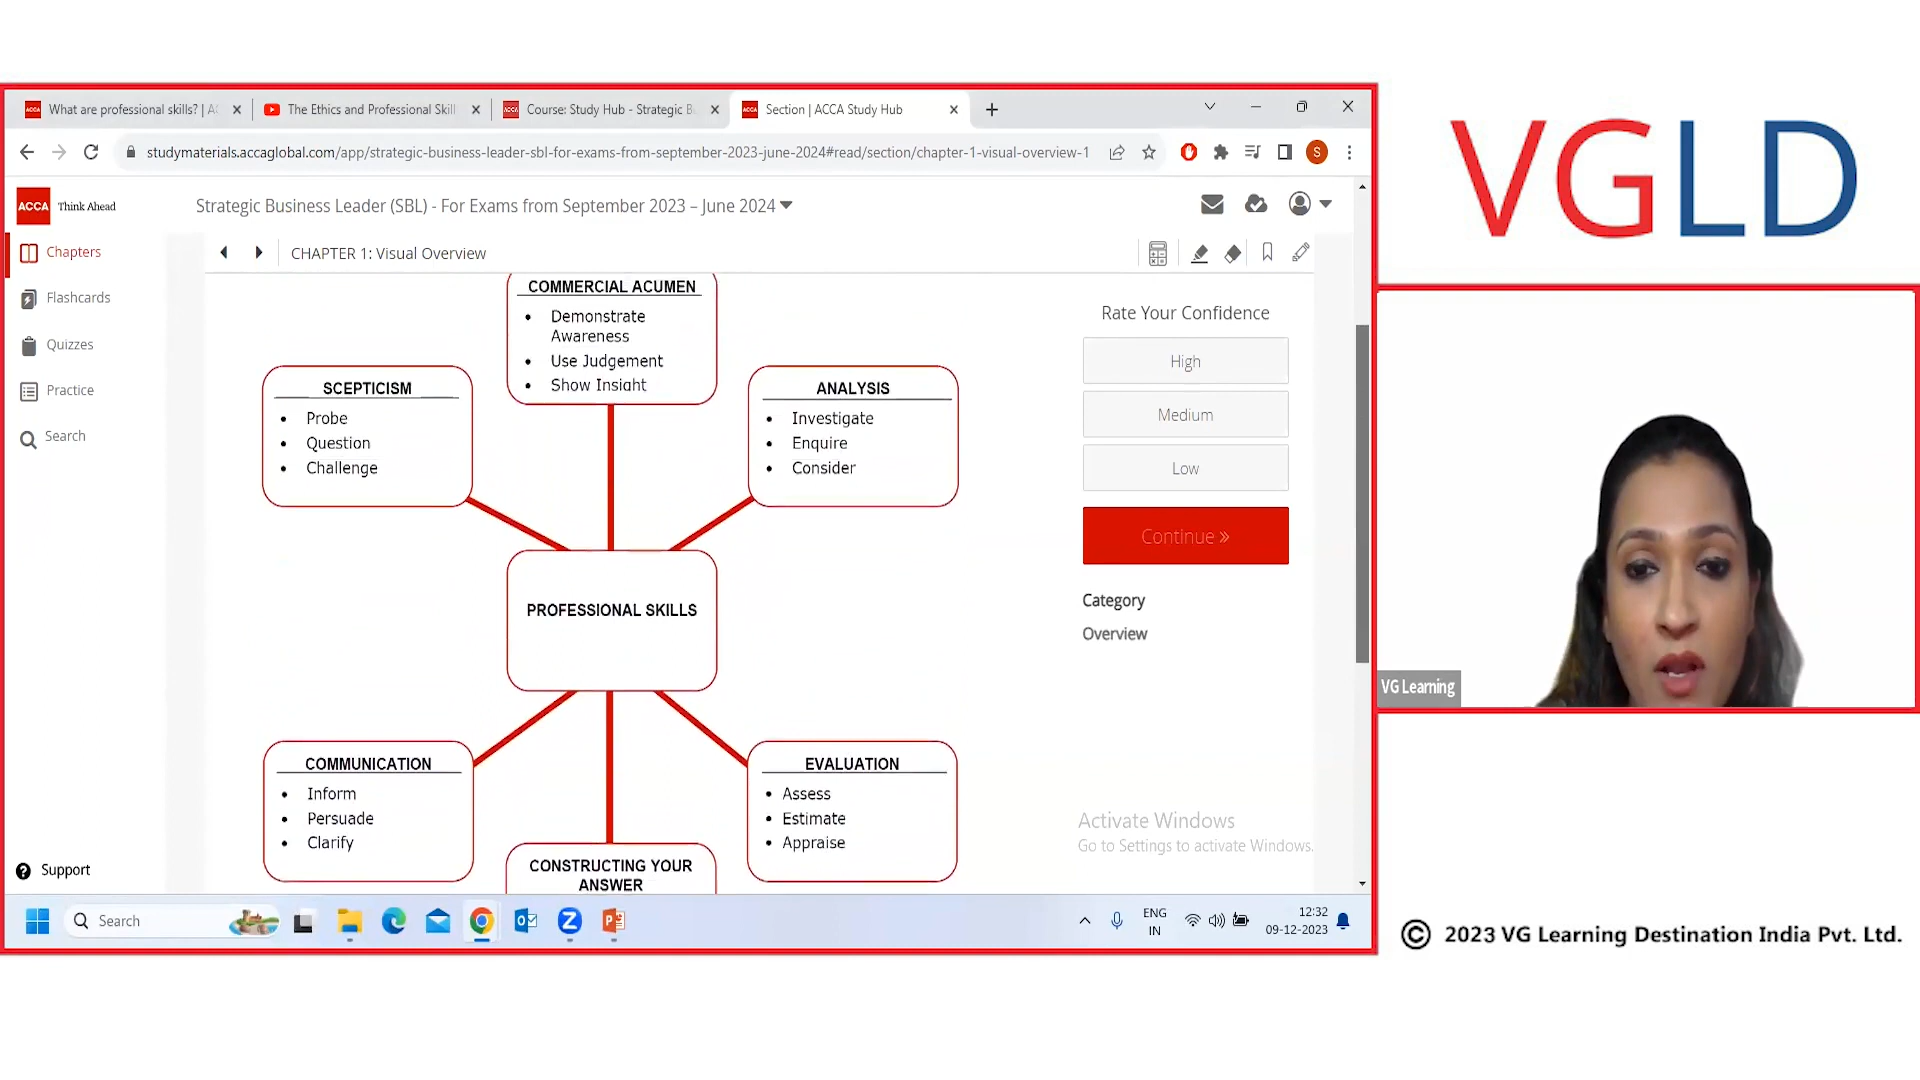 What are professional skills? | AC
The Ethics and Professional Skill
Course: Study Hub - Strategic B
Section | ACCA Study Hub
studymaterials.accaglobal.com/app/strategic-business-leader-sbl-for-exams-from-september-2023-june-2024#read/section/chapter-1-visual-overview-1
S
ACCA
Think Ahead
Strategic Business Leader (SBL) - For Exams from September 2023 – June 2024
Chapters
Flashcards
Quizzes
Practice
Search
Support
CHAPTER 1: Visual Overview
COMMERCIAL ACUMEN
• Demonstrate
Awareness
• Use Judgement
• Show Insight
SCEPTICISM
• Probe
• Question
• Challenge
ANALYSIS
• Investigate
• Enquire
• Consider
PROFESSIONAL SKILLS
COMMUNICATION
• Inform
• Persuade
• Clarify
EVALUATION
• Assess
• Estimate
• Appraise
CONSTRUCTING YOUR
ANSWER
Rate Your Confidence
High
Medium
Low
Continue »
Category
Overview
Activate Windows
Go to Settings to activate Windows.
Search
ENG
IN
12:32
09-12-2023
VGLD
VG Learning
© 2023 VG Learning Destination India Pvt. Ltd.